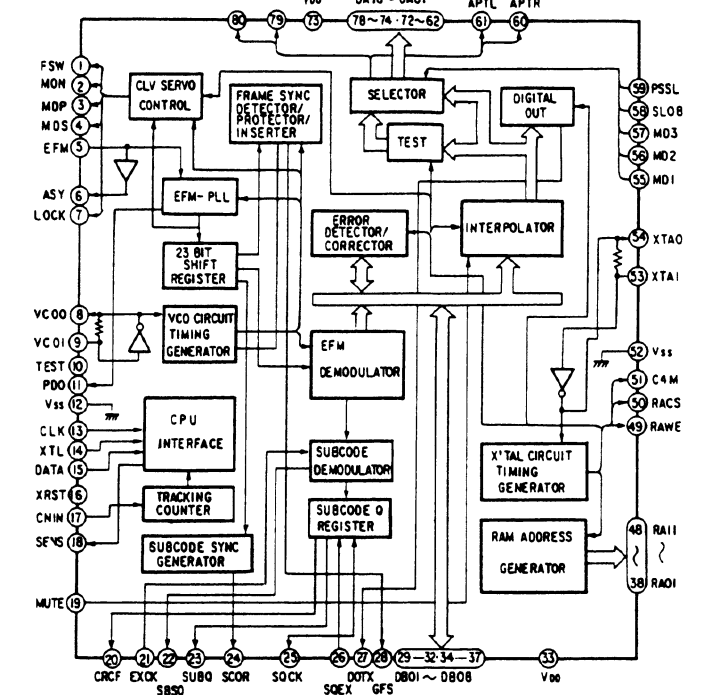 80 79 73 78~74·72~62 61 60
APTL APTR
FSW 1
MON 2
MDP 3
MDS 4
EFM 5
ASY 6
LOCK 7
VCOO 8
VCOI 9
TEST 10
PDO 11
Vss 12
CLK 13
XTL 14
DATA 15
XRST 16
CNIN 17
SENS 18
MUTE 19
CLV SERVO
CONTROL
FRAME SYNC
DETECTOR/
PROTECTOR/
INSERTER
SELECTOR
DIGITAL
OUT
TEST
EFM-PLL
23 BIT
SHIFT
REGISTER
ERROR
DETECTOR/
CORRECTOR
INTERPOLATOR
VCO CIRCUIT
TIMING
GENERATOR
EFM
DEMODULATOR
CPU
INTERFACE
TRACKING
COUNTER
SUBCODE
DEMODULATOR
SUBCODE Q
REGISTER
SUBCODE SYNC
GENERATOR
X'TAL CIRCUIT
TIMING
GENERATOR
RAM ADDRESS
GENERATOR
59 PSSL
58 SLOB
57 MD3
56 MD2
55 MD1
54 XTAO
53 XTAI
52 Vss
51 C4M
50 RACS
49 RAWE
48 RA11
38 RA01
20 21 22 23 24 25 26 27 28 29—32·34—37 33
CRCF EXCK SUBQ SCOR SQCK DOTX DB01~DB08 VDD
SBSO SQEX GFS